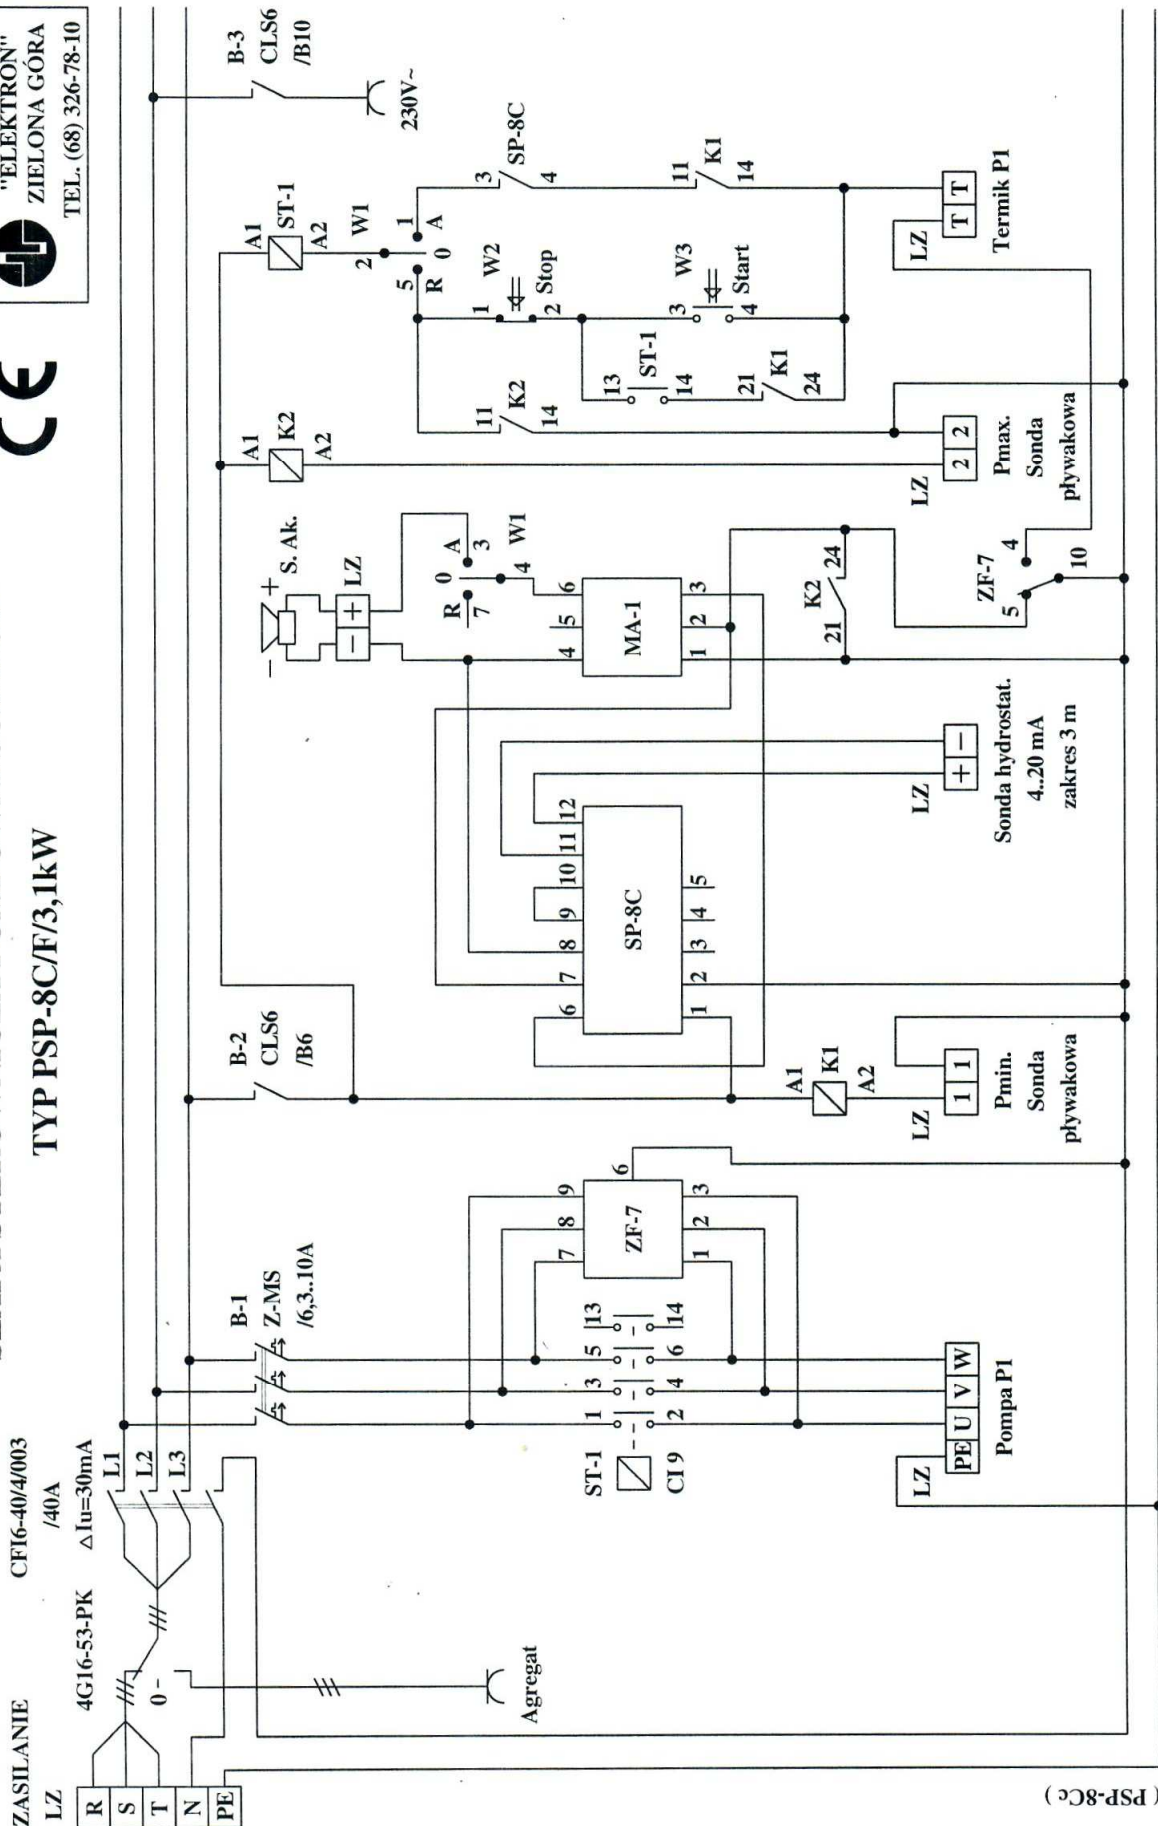 "ELEKTRON"
ZIELONA GÓRA
TEL. (68) 326-78-10
CE
TYP PSP-8C/F/3,1kW
ZASILANIE
LZ
R
S
T
N
PE
4G16-53-PK
0 -
Agregat
CFI6-40/4/003
/40A
△Iu=30mA
L1
L2
L3
B-1
Z-MS
/6,3..10A
ST-1
CI 9
1 3 5 13
2 4 6 14
LZ
PE U V W
Pompa P1
7 8 9
ZF-7
6
1 2 3
B-2
CLS6
/B6
A1
K1
A2
LZ
1 1
Pmin.
Sonda
pływakowa
6 7 8 9 10 11 12
SP-8C
1 2 3 4 5
LZ
+ −
Sonda hydrostat.
4..20 mA
zakres 3 m
− +
S. Ak.
− +
LZ
R 0 A
7 3
4
W1
4 5 6
MA-1
1 2 3
K2
21 24
ZF-7
5 4
10
A1
K2
A2
LZ
2 2
Pmax.
Sonda
pływakowa
A1
ST-1
A2
2 W1
5 1
R 0 A
11
K2
14
1
W2
Stop
2
13
ST-1
14
3
W3
Start
4
21
K1
24
3
SP-8C
4
11
K1
14
LZ
T T
Termik P1
B-3
CLS6
/B10
230V~
( PSP-8Cc )